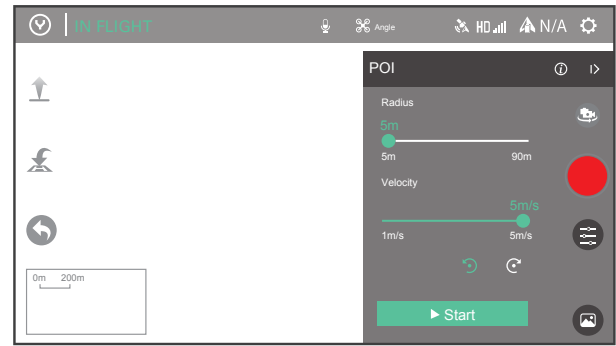 IN FLIGHT Angle HD N/A
POI
Radius
5m
5m 90m
Velocity
5m/s
1m/s 5m/s
Start
0m 200m